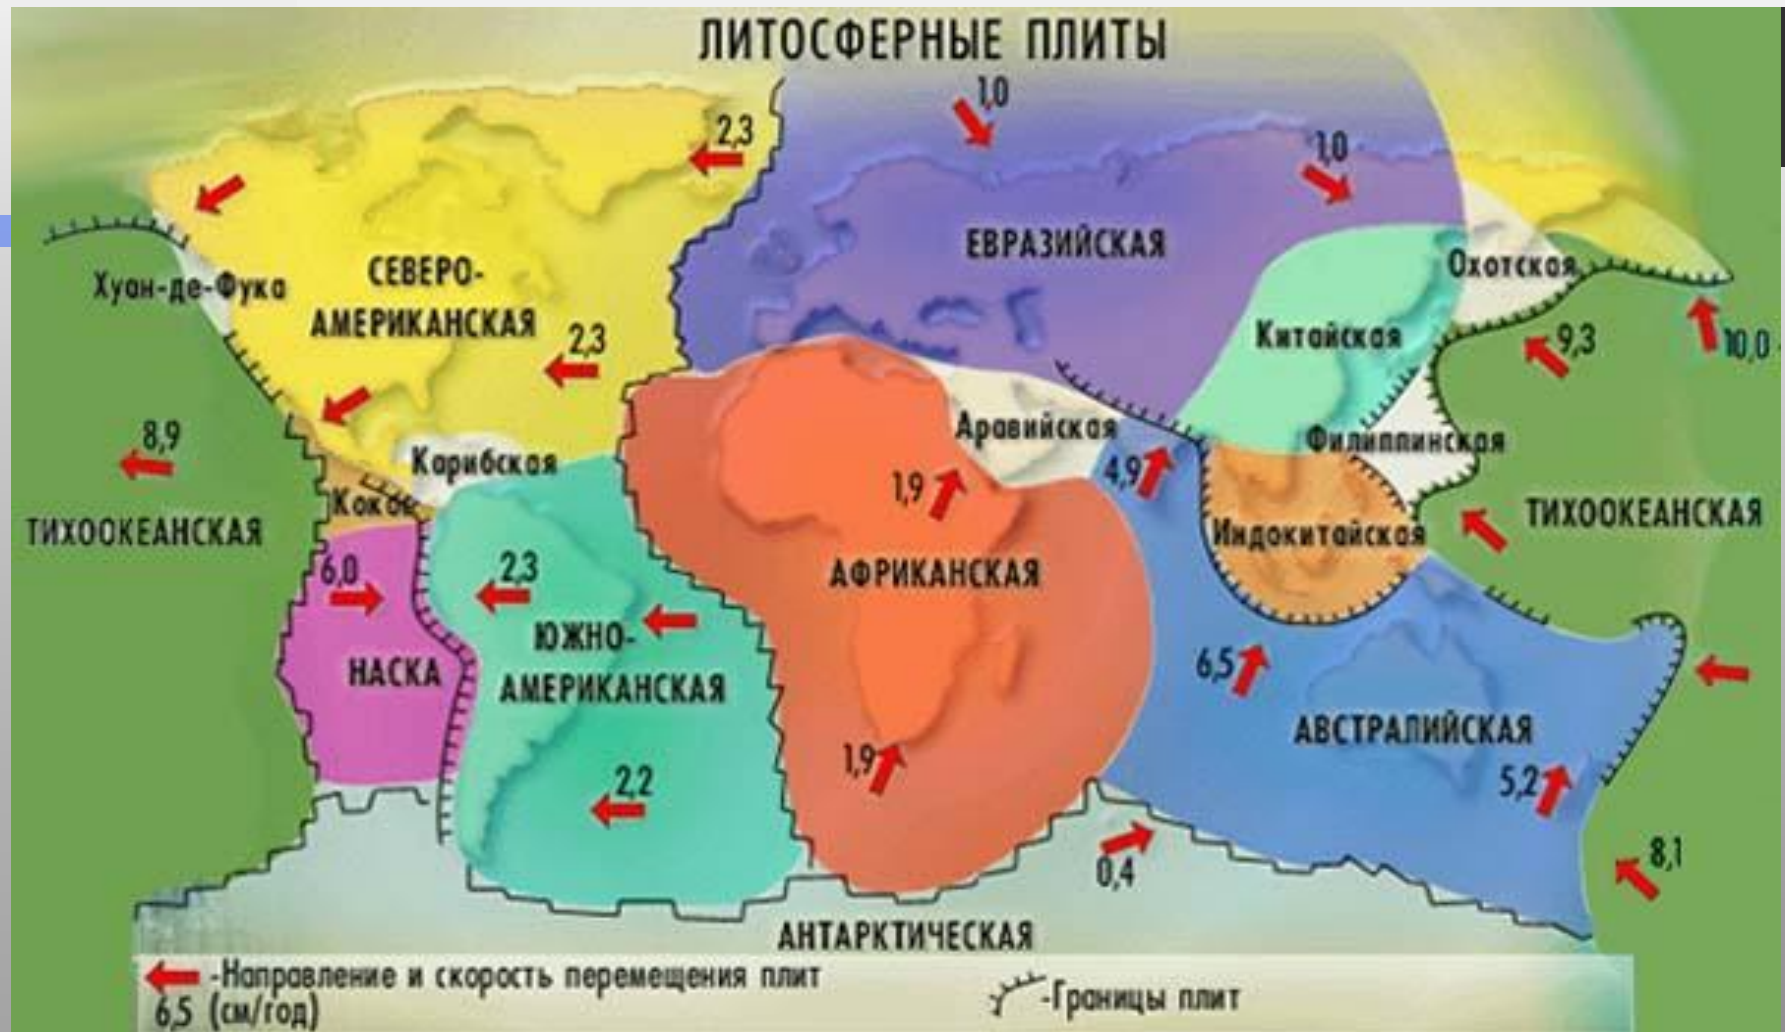 ЛИТОСФЕРНЫЕ ПЛИТЫ
1,0
2,3
1,0
ЕВРАЗИЙСКАЯ
Охотская
Хуан-де-Фука
СЕВЕРО-
АМЕРИКАНСКАЯ
2,3
Китайская
9,3
10,0
8,9
Карибская
Аравийская
Филиппинская
4,9
1,9
Кокос
ТИХООКЕАНСКАЯ
ТИХООКЕАНСКАЯ
Индокитайская
6,0
2,3
АФРИКАНСКАЯ
ЮЖНО-
АМЕРИКАНСКАЯ
НАСКА
6,5
АВСТРАЛИЙСКАЯ
1,9
2,2
5,2
8,1
0,4
АНТАРКТИЧЕСКАЯ
-Направление и скорость перемещения плит
6,5 (см/год)
-Границы плит